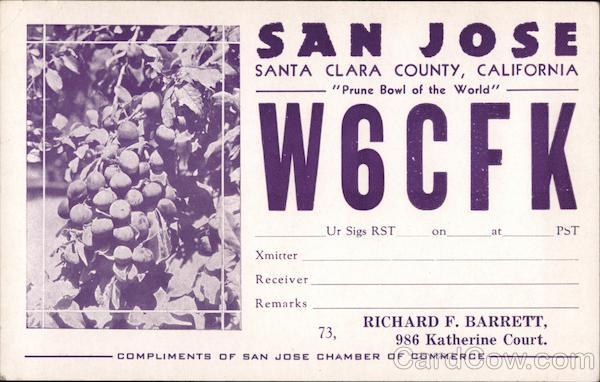 SAN JOSE
SANTA CLARA COUNTY, CALIFORNIA
"Prune Bowl of the World"
W6CFK
Ur Sigs RST on at PST
Xmitter
Receiver
Remarks
73, RICHARD F. BARRETT,
986 Katherine Court.
COMPLIMENTS OF SAN JOSE CHAMBER OF COMMERCE
CardCow.com